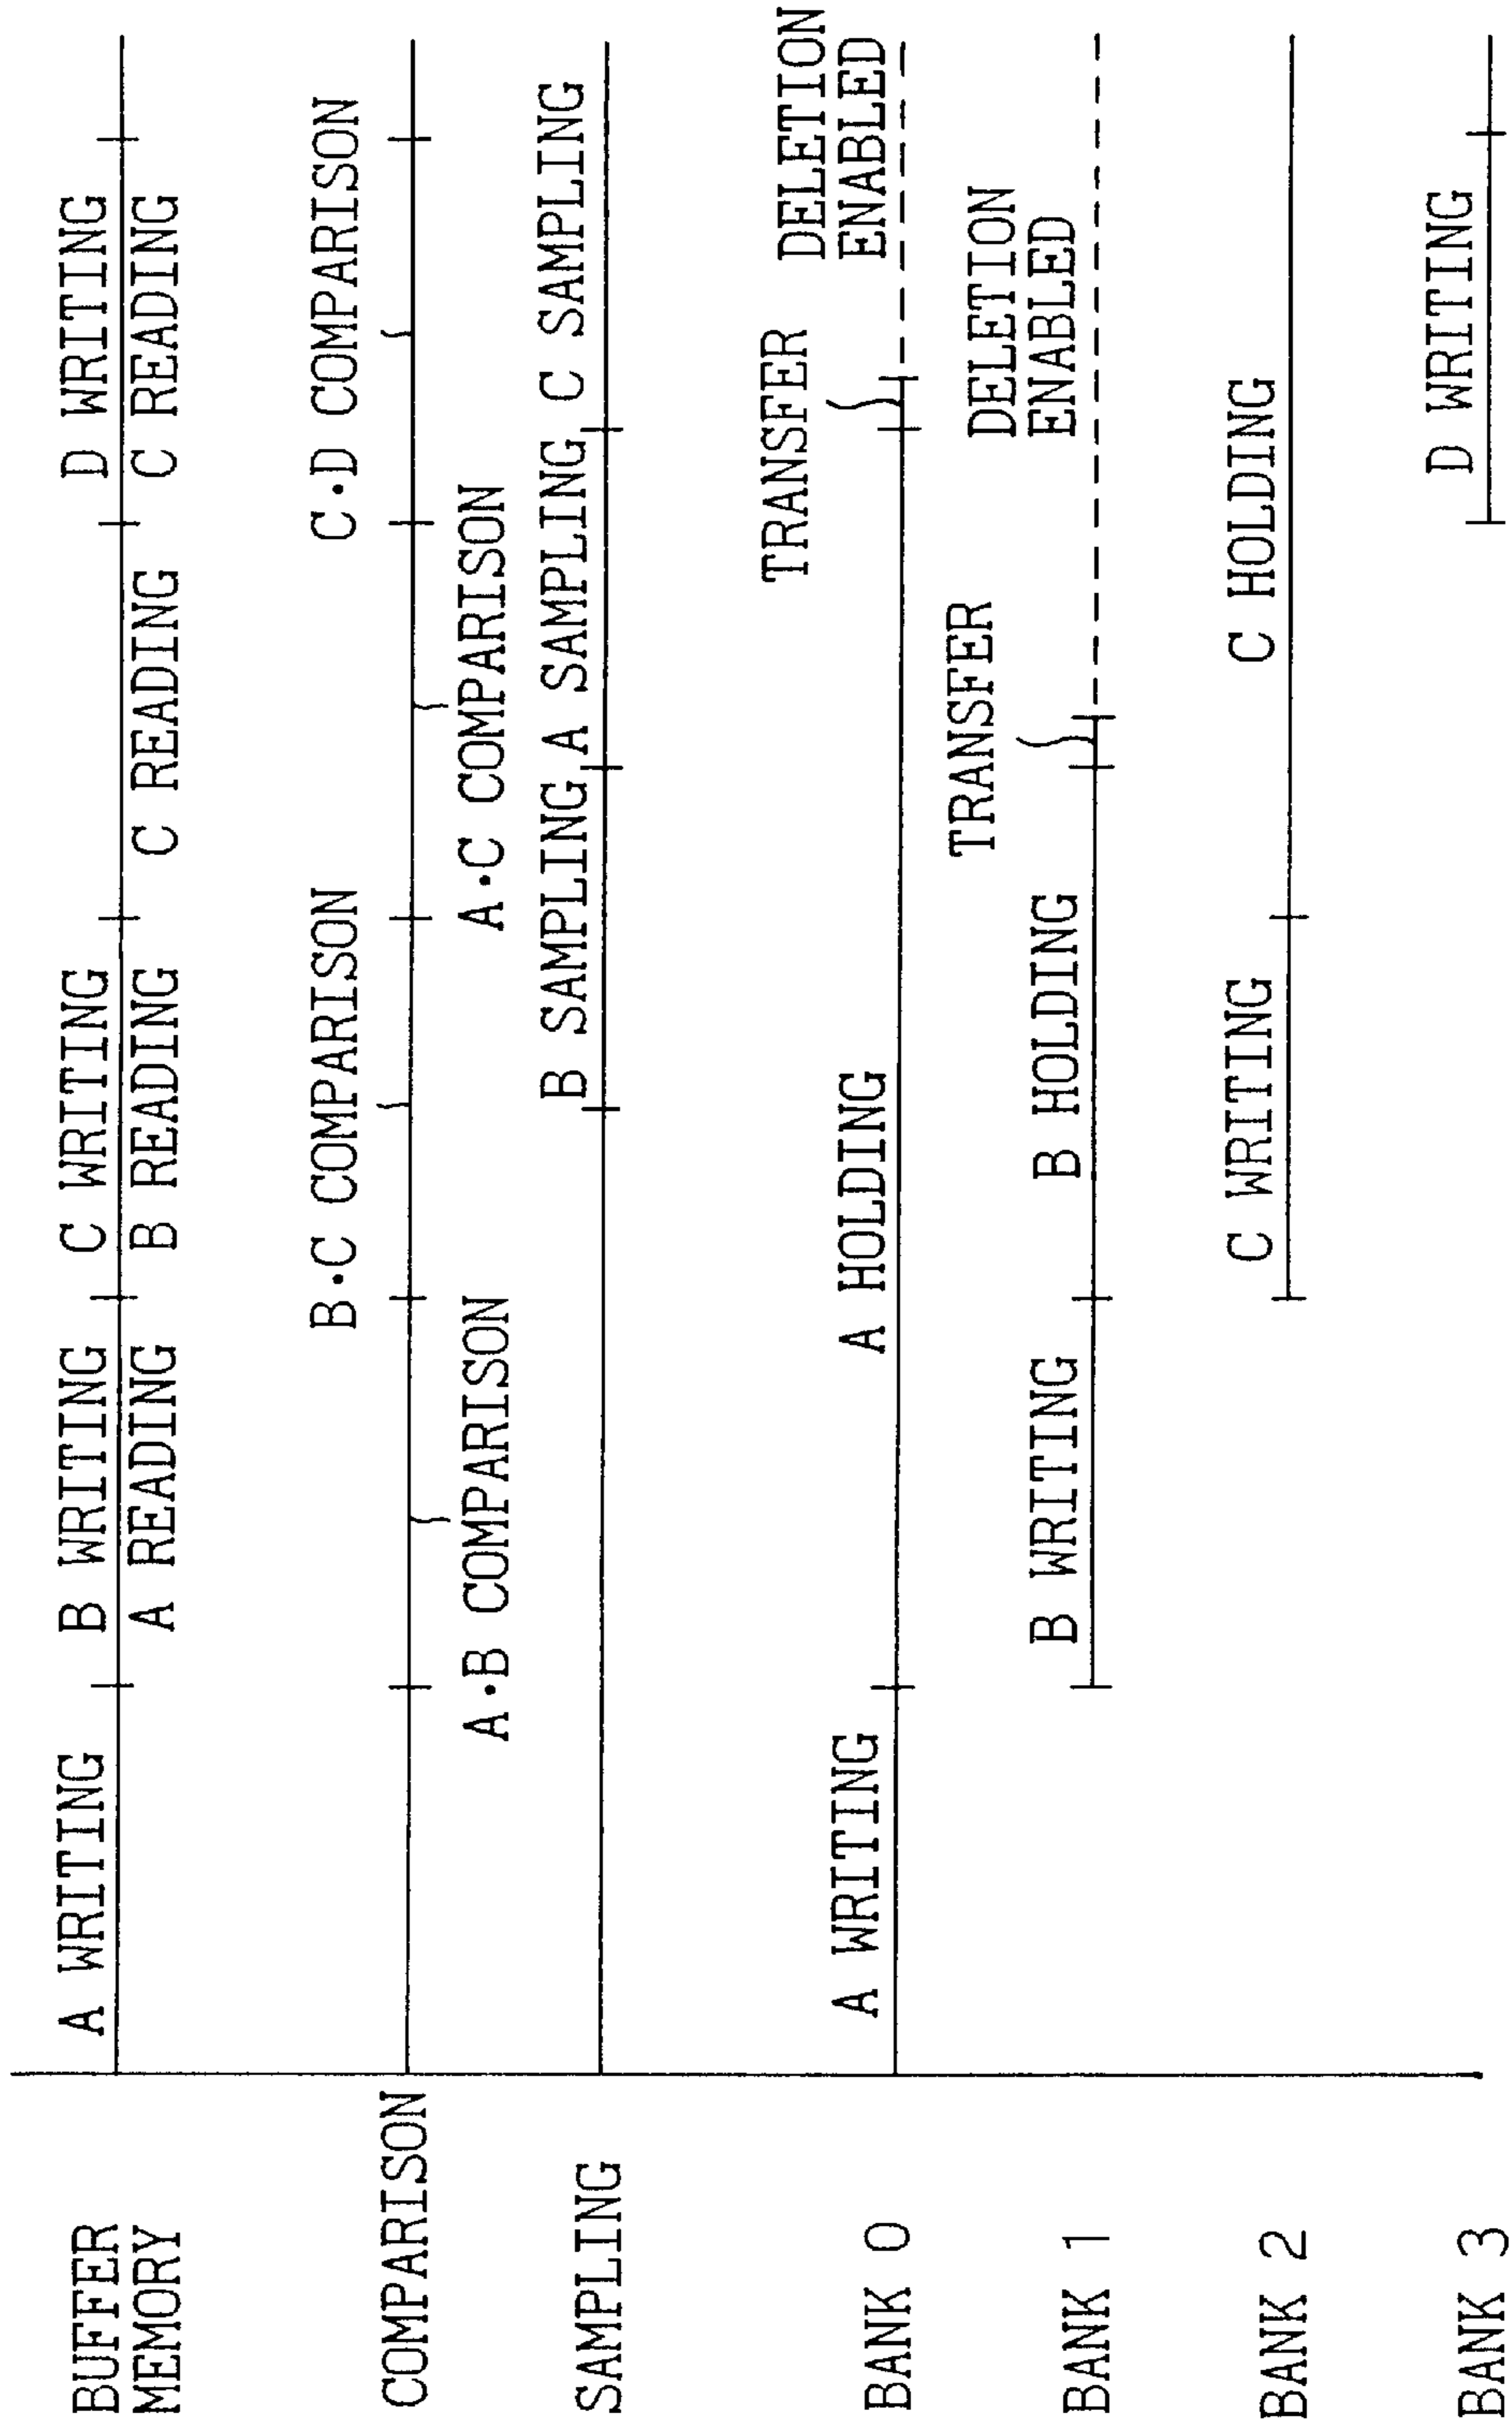 BUFFER
MEMORY
A WRITING
B WRITING
A READING
C WRITING
B READING
C READING
D WRITING
C READING
COMPARISON
A·B COMPARISON
B·C COMPARISON
A·C COMPARISON
C·D COMPARISON
SAMPLING
B SAMPLING
A SAMPLING
C SAMPLING
BANK 0
A WRITING
A HOLDING
TRANSFER
DELETION
ENABLED
BANK 1
B WRITING
B HOLDING
TRANSFER
DELETION
ENABLED
BANK 2
C WRITING
C HOLDING
BANK 3
D WRITING